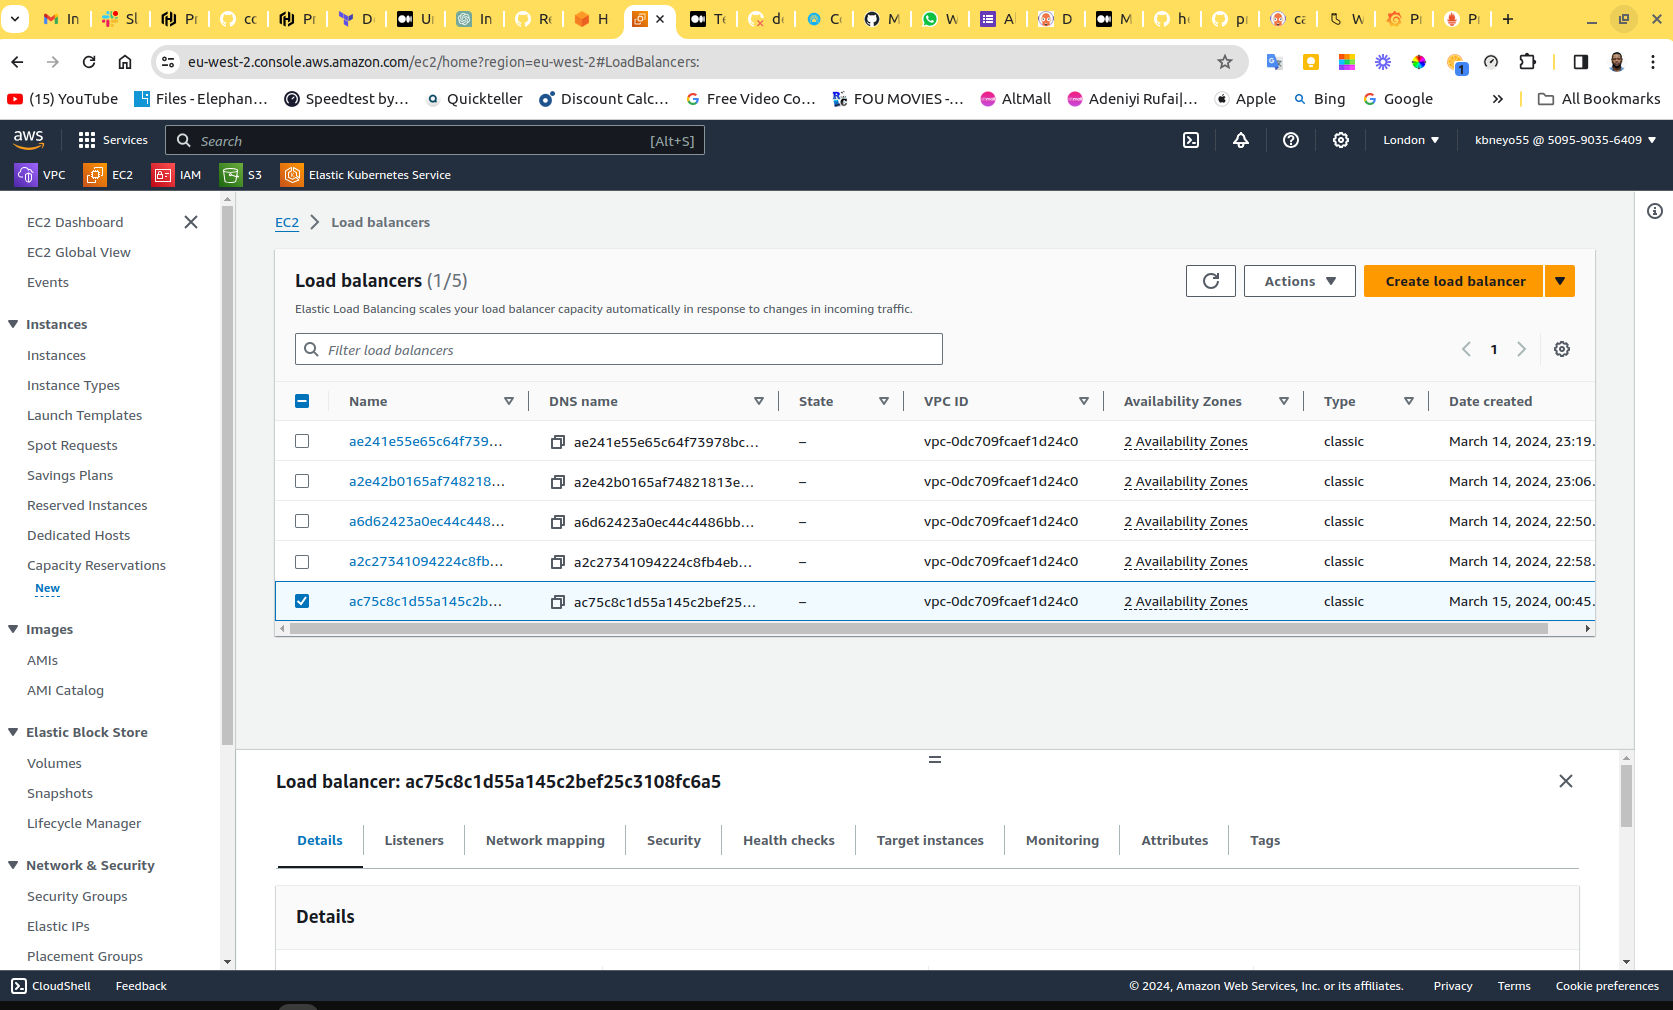 In
Sl
Pr
cc
Pr
D
Ui
In
Re
H
Te
d
C
M
W
Al
D
M
h
p
ca
W
Pr
Pr
eu-west-2.console.aws.amazon.com/ec2/home?region=eu-west-2#LoadBalancers:
1
(15) YouTube
Files - Elephan...
Speedtest by...
Quickteller
Discount Calc...
Free Video Co...
FOU MOVIES -...
AltMall
Adeniyi Rufai|...
Apple
Bing
Google
»
All Bookmarks
aws
Services
Search
[Alt+S]
London
kbneyo55 @ 5095-9035-6409
VPC
EC2
IAM
S3
Elastic Kubernetes Service
EC2 Dashboard
EC2 Global View
Events
Instances
Instances
Instance Types
Launch Templates
Spot Requests
Savings Plans
Reserved Instances
Dedicated Hosts
Capacity Reservations
New
Images
AMIs
AMI Catalog
Elastic Block Store
Volumes
Snapshots
Lifecycle Manager
Network & Security
Security Groups
Elastic IPs
Placement Groups
EC2 > Load balancers
Load balancers (1/5)
Elastic Load Balancing scales your load balancer capacity automatically in response to changes in incoming traffic.
Actions
Create load balancer
Filter load balancers
1
Name DNS name State VPC ID Availability Zones Type Date created
ae241e55e65c64f739... ae241e55e65c64f73978bc... – vpc-0dc709fcaef1d24c0 2 Availability Zones classic March 14, 2024, 23:19.
a2e42b0165af748218... a2e42b0165af74821813e... – vpc-0dc709fcaef1d24c0 2 Availability Zones classic March 14, 2024, 23:06.
a6d62423a0ec44c448... a6d62423a0ec44c4486bb... – vpc-0dc709fcaef1d24c0 2 Availability Zones classic March 14, 2024, 22:50.
a2c27341094224c8fb... a2c27341094224c8fb4eb... – vpc-0dc709fcaef1d24c0 2 Availability Zones classic March 14, 2024, 22:58.
ac75c8c1d55a145c2b... ac75c8c1d55a145c2bef25... – vpc-0dc709fcaef1d24c0 2 Availability Zones classic March 15, 2024, 00:45.
Load balancer: ac75c8c1d55a145c2bef25c3108fc6a5
Details
Listeners
Network mapping
Security
Health checks
Target instances
Monitoring
Attributes
Tags
Details
CloudShell
Feedback
© 2024, Amazon Web Services, Inc. or its affiliates.
Privacy
Terms
Cookie preferences